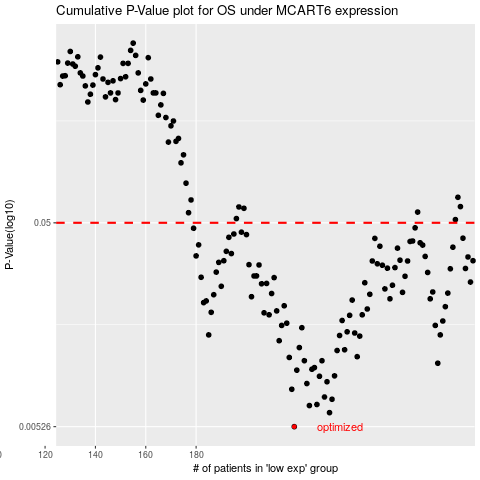 Cumulative P-Value plot for OS under MCART6 expression
P-Value(log10)
0.05
0.00526
optimized
0
120
140
160
180
# of patients in 'low exp' group